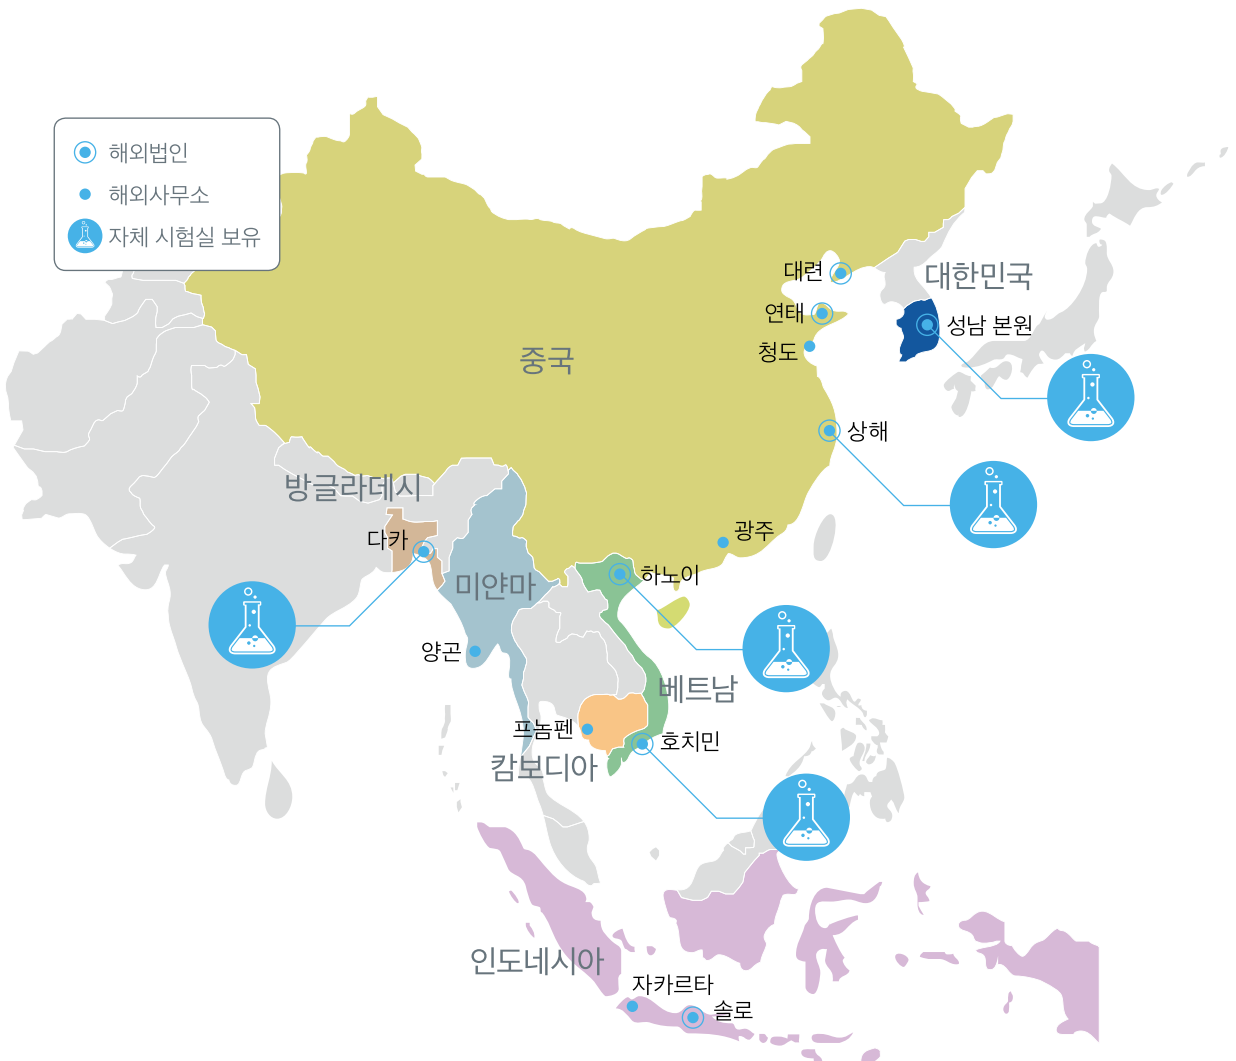 해외법인
해외사무소
자체 시험실 보유
대한민국
대련
연태
성남 본원
청도
중국
상해
방글라데시
다카
광주
미얀마
하노이
양곤
베트남
프놈펜
호치민
캄보디아
인도네시아
자카르타
솔로